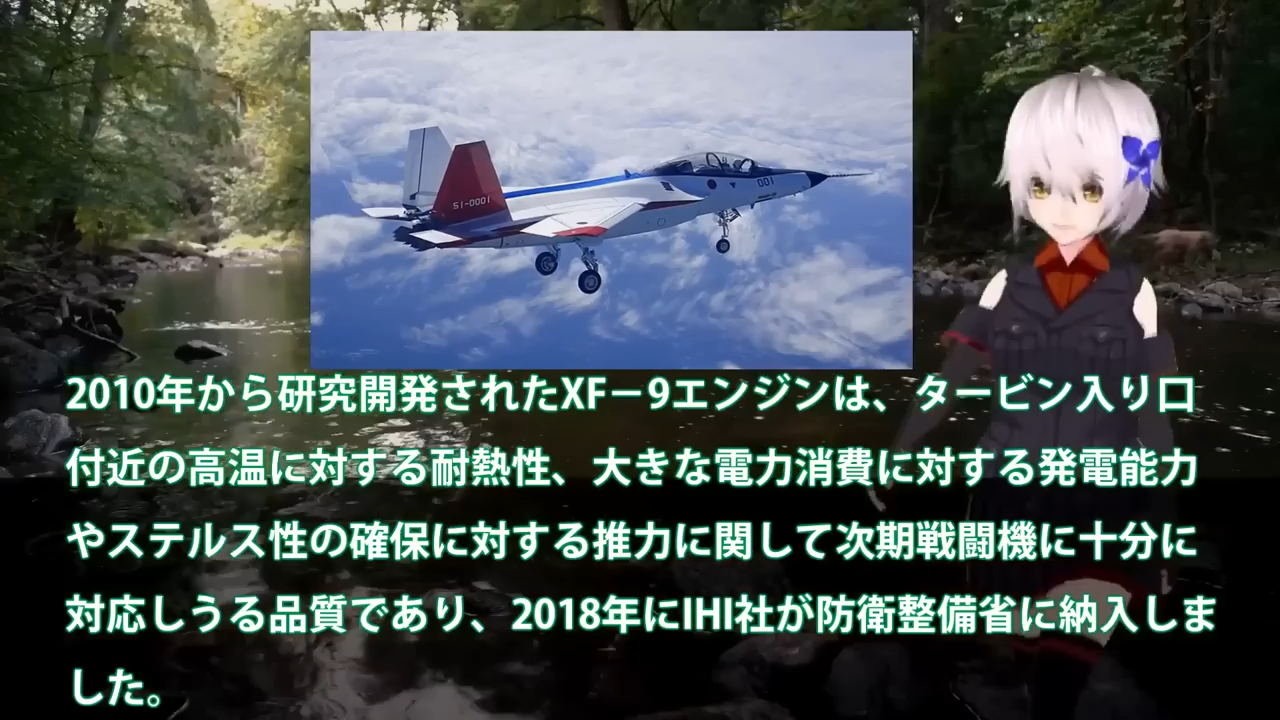 51-0001
001
2010年から研究開発されたXF－9エンジンは、タービン入り口
付近の高温に対する耐熱性、大きな電力消費に対する発電能力
やステルス性の確保に対する推力に関して次期戦闘機に十分に
対応しうる品質であり、2018年にIHI社が防衛整備省に納入しま
した。